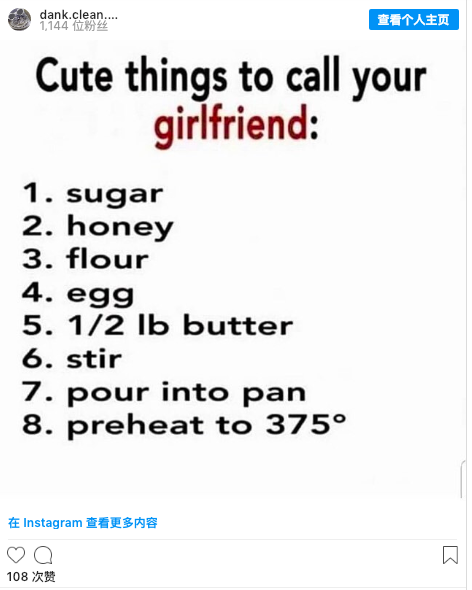 dank.clean....
1,144 位粉丝
查看个人主页
Cute things to call your
girlfriend:
1. sugar
2. honey
3. flour
4. egg
5. 1/2 lb butter
6. stir
7. pour into pan
8. preheat to 375°
在 Instagram 查看更多内容
108 次赞